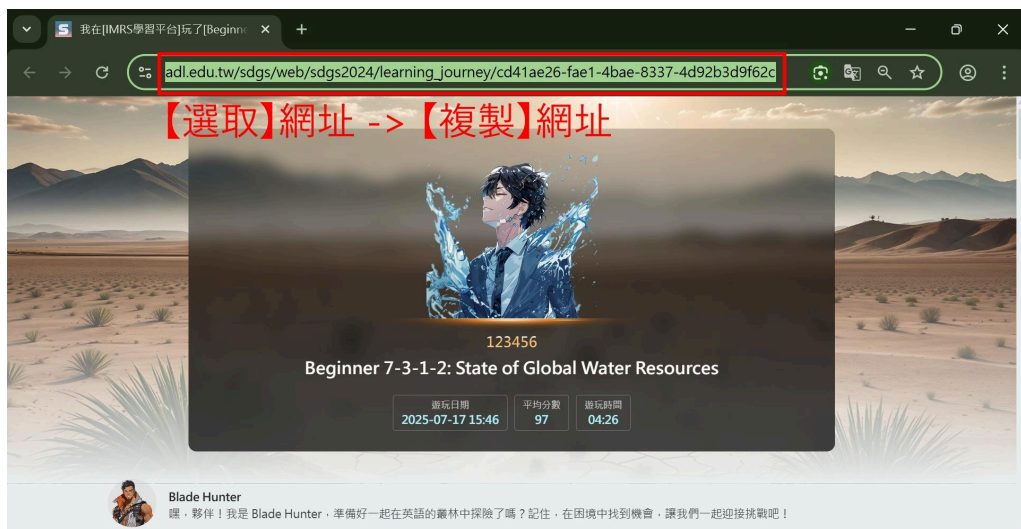 我在[IMRS學習平台]玩了[Beginn
adl.edu.tw/sdgs/web/sdgs2024/learning_journey/cd41ae26-fae1-4bae-8337-4d92b3d9f62c
【選取】網址 -> 【複製】網址
123456
Beginner 7-3-1-2: State of Global Water Resources
遊玩日期 平均分數 遊玩時間
2025-07-17 15:46 97 04:26
Blade Hunter
嘿，夥伴！我是 Blade Hunter，準備好一起在英語的叢林中探險了嗎？記住，在困境中找到機會，讓我們一起迎接挑戰吧！